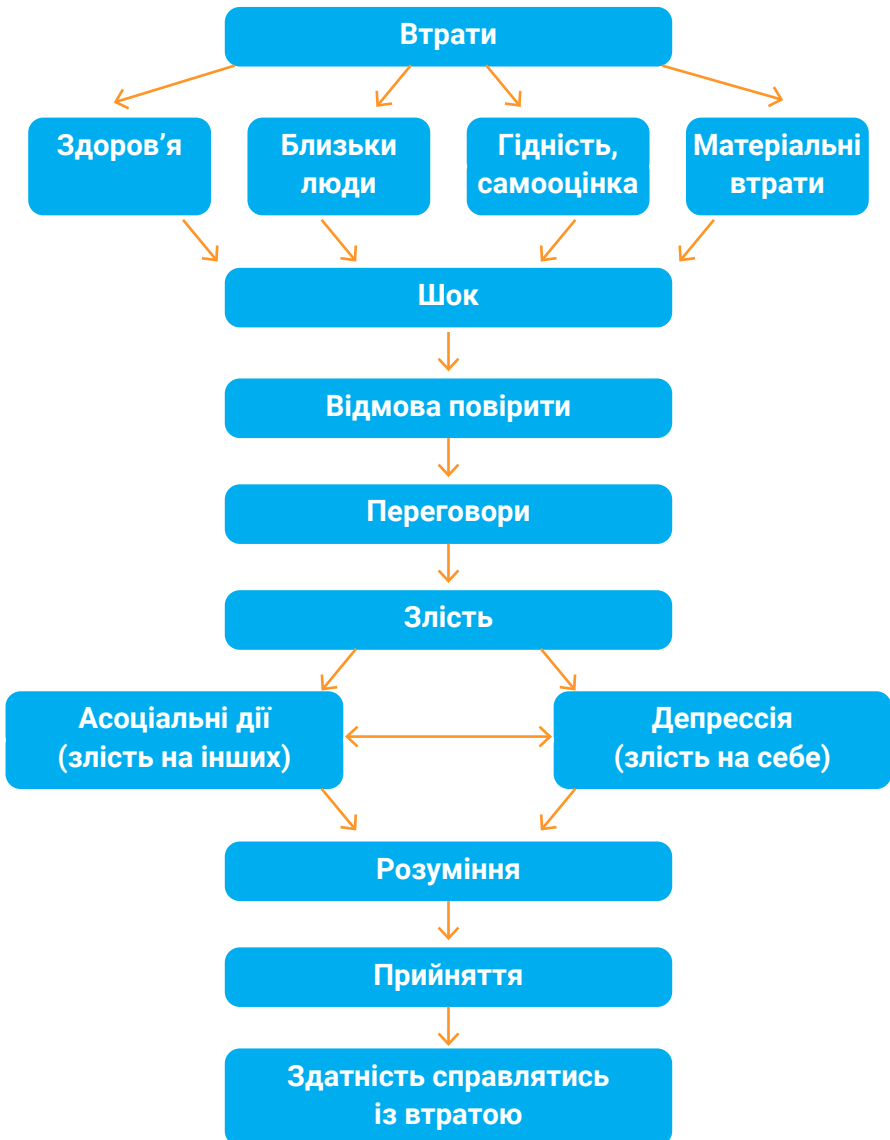 Втрати
Здоров’я
Близьки
люди
Гідність,
самооцінка
Матеріальні
втрати
Шок
Відмова повірити
Переговори
Злість
Асоціальні дії
(злість на інших)
Депрессія
(злість на себе)
Розуміння
Прийняття
Здатність справлятись
із втратою